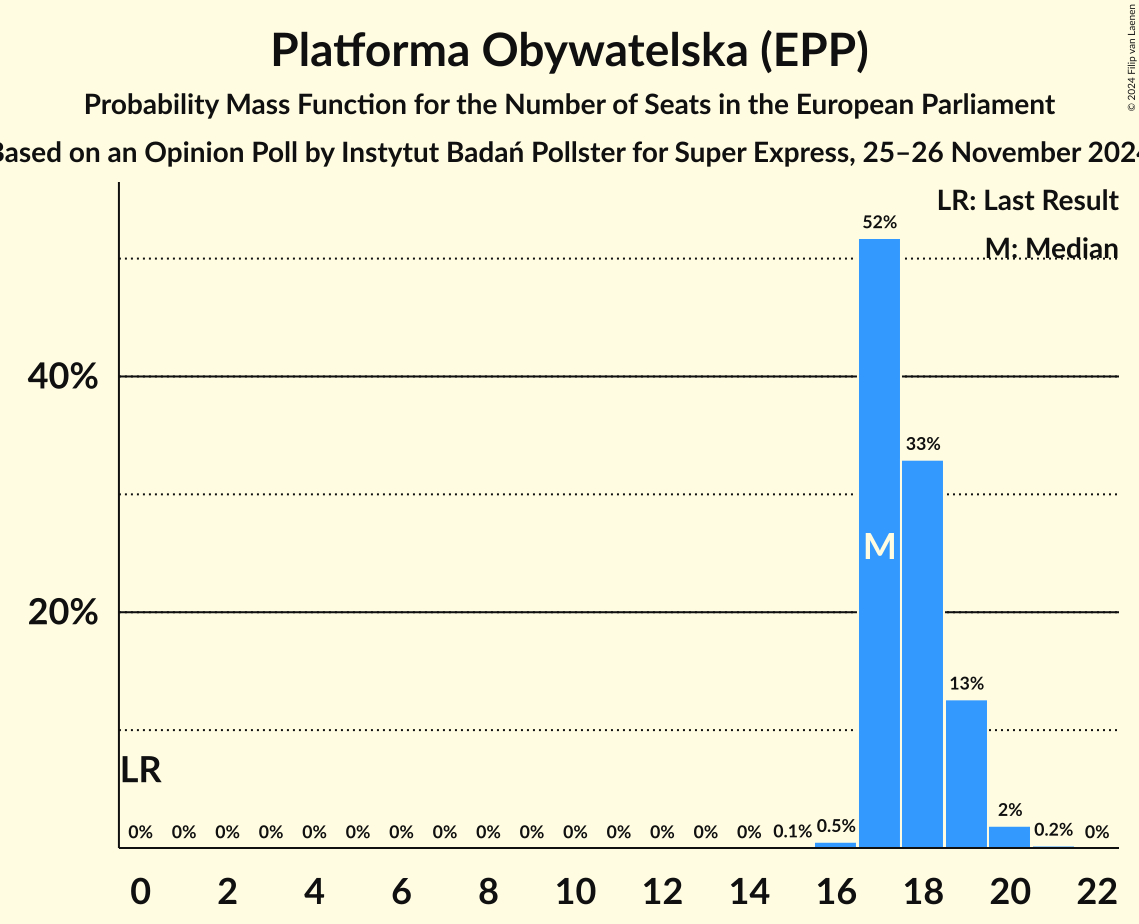 Platforma Obywatelska (EPP)
Probability Mass Function for the Number of Seats in the European Parliament
Based on an Opinion Poll by Instytut Badań Pollster for Super Express, 25–26 November 2024
© 2024 Filip van Laenen
LR: Last Result
M: Median
52%
40%
33%
M
20%
13%
LR
0% 0% 0% 0% 0% 0% 0% 0% 0% 0% 0% 0% 0% 0% 0% 0.1% 0.5% 2% 0.2% 0%
0 2 4 6 8 10 12 14 16 18 20 22